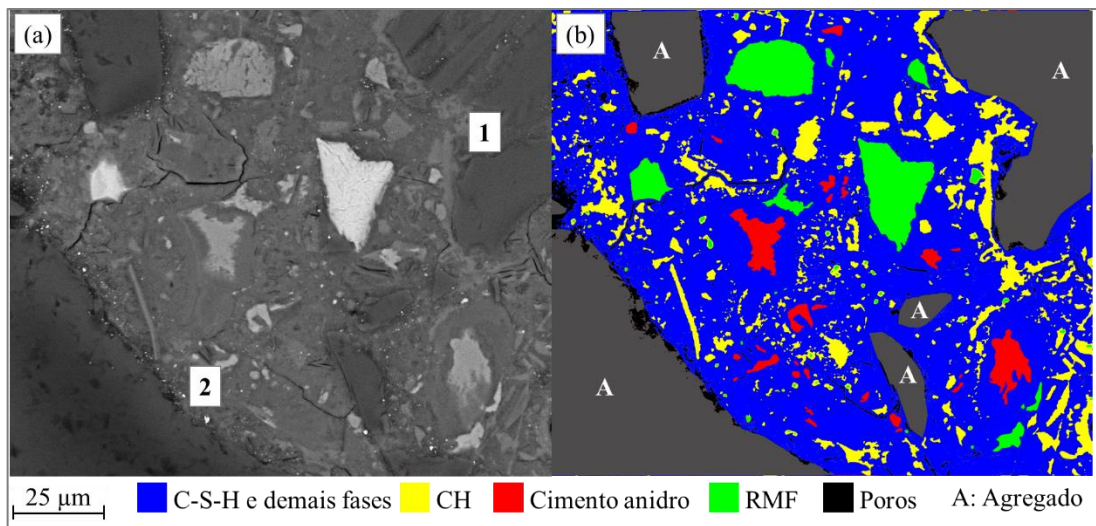 (a)
(b)
A
A
1
A
A
A
2
25 µm
C-S-H e demais fases
CH
Cimento anidro
RMF
Poros
A: Agregado